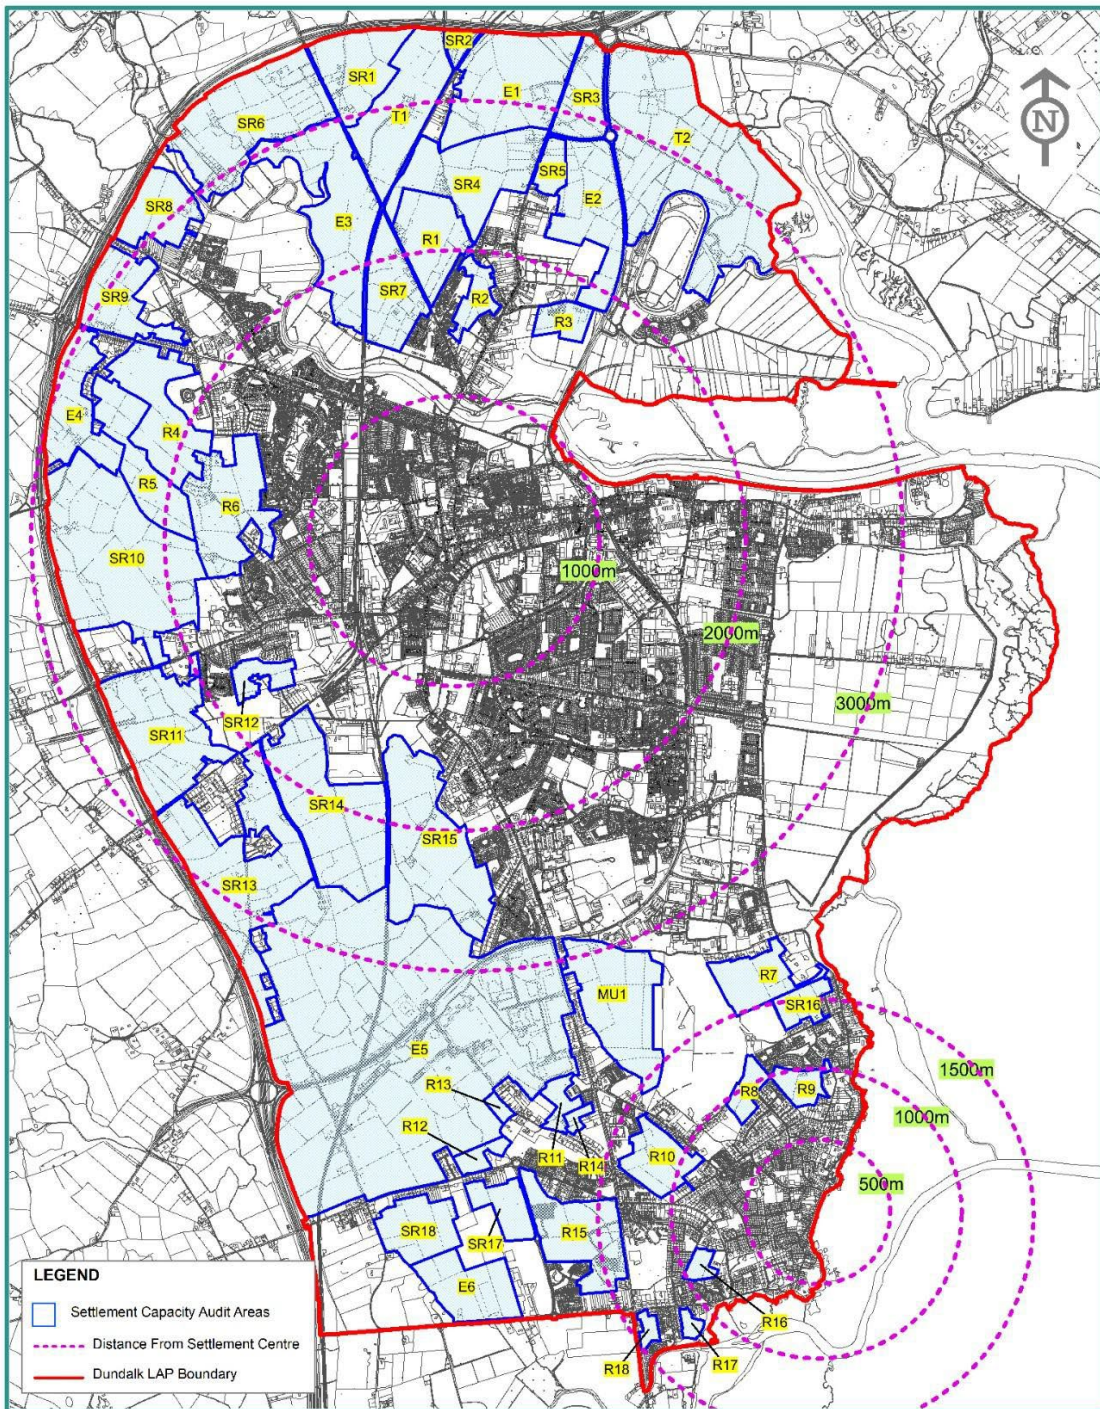 SR2
SR1
E1
SR3
SR6
T1
T2
SR4
SR5
E2
SR8
E3
R1
SR9
SR7
R2
R3
E4
R4
R5
R6
SR10
1000m
2000m
3000m
SR12
SR11
SR14
SR15
SR13
R7
MU1
SR16
E5
1500m
R13
R8
R9
1000m
R12
R11
R14
R10
500m
SR18
SR17
R15
E6
R16
R18
R17
N
LEGEND
Settlement Capacity Audit Areas
Distance From Settlement Centre
Dundalk LAP Boundary